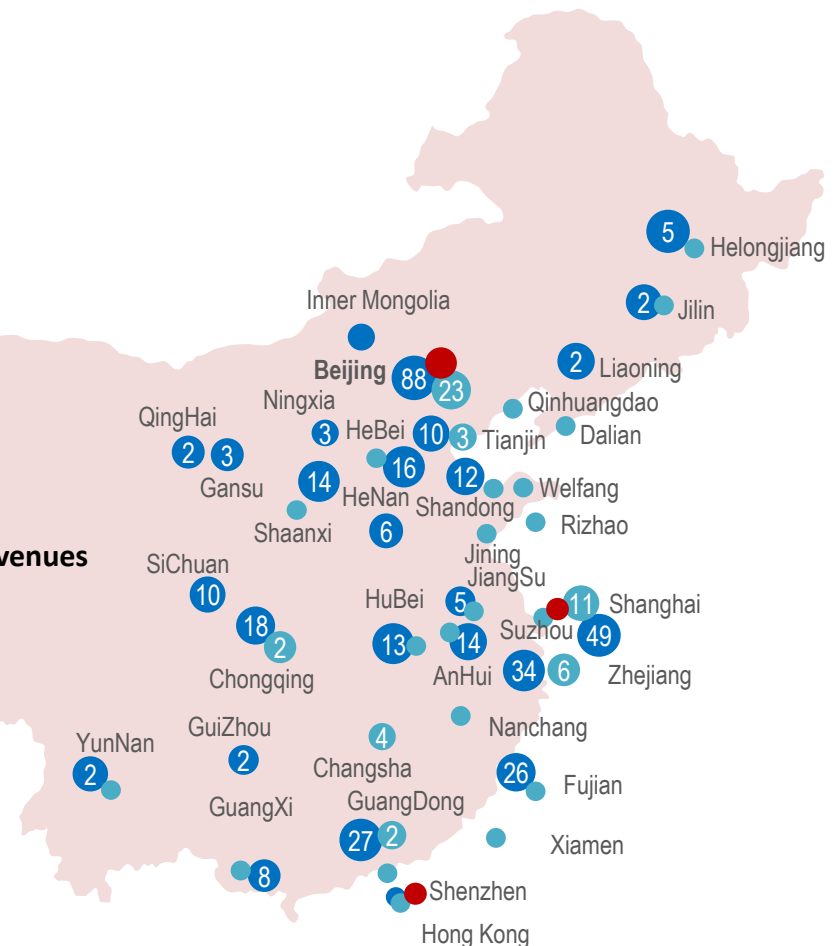 5
Helongjiang
2
Jilin
Inner Mongolia
2
Liaoning
Beijing
88
23
Qinhuangdao
Ningxia
QingHai
3
HeBei
10
3
Tianjin
Dalian
2
3
16
12
Gansu
14
HeNan
Shandong
Welfang
6
Shaanxi
Rizhao
Jining
venues
SiChuan
JiangSu
10
HuBei
5
11
Shanghai
18
Suzhou
49
2
13
14
34
6
Chongqing
AnHui
Zhejiang
Nanchang
GuiZhou
4
YunNan
2
Changsha
2
26
Fujian
GuangXi
GuangDong
27
2
Xiamen
8
Shenzhen
Hong Kong